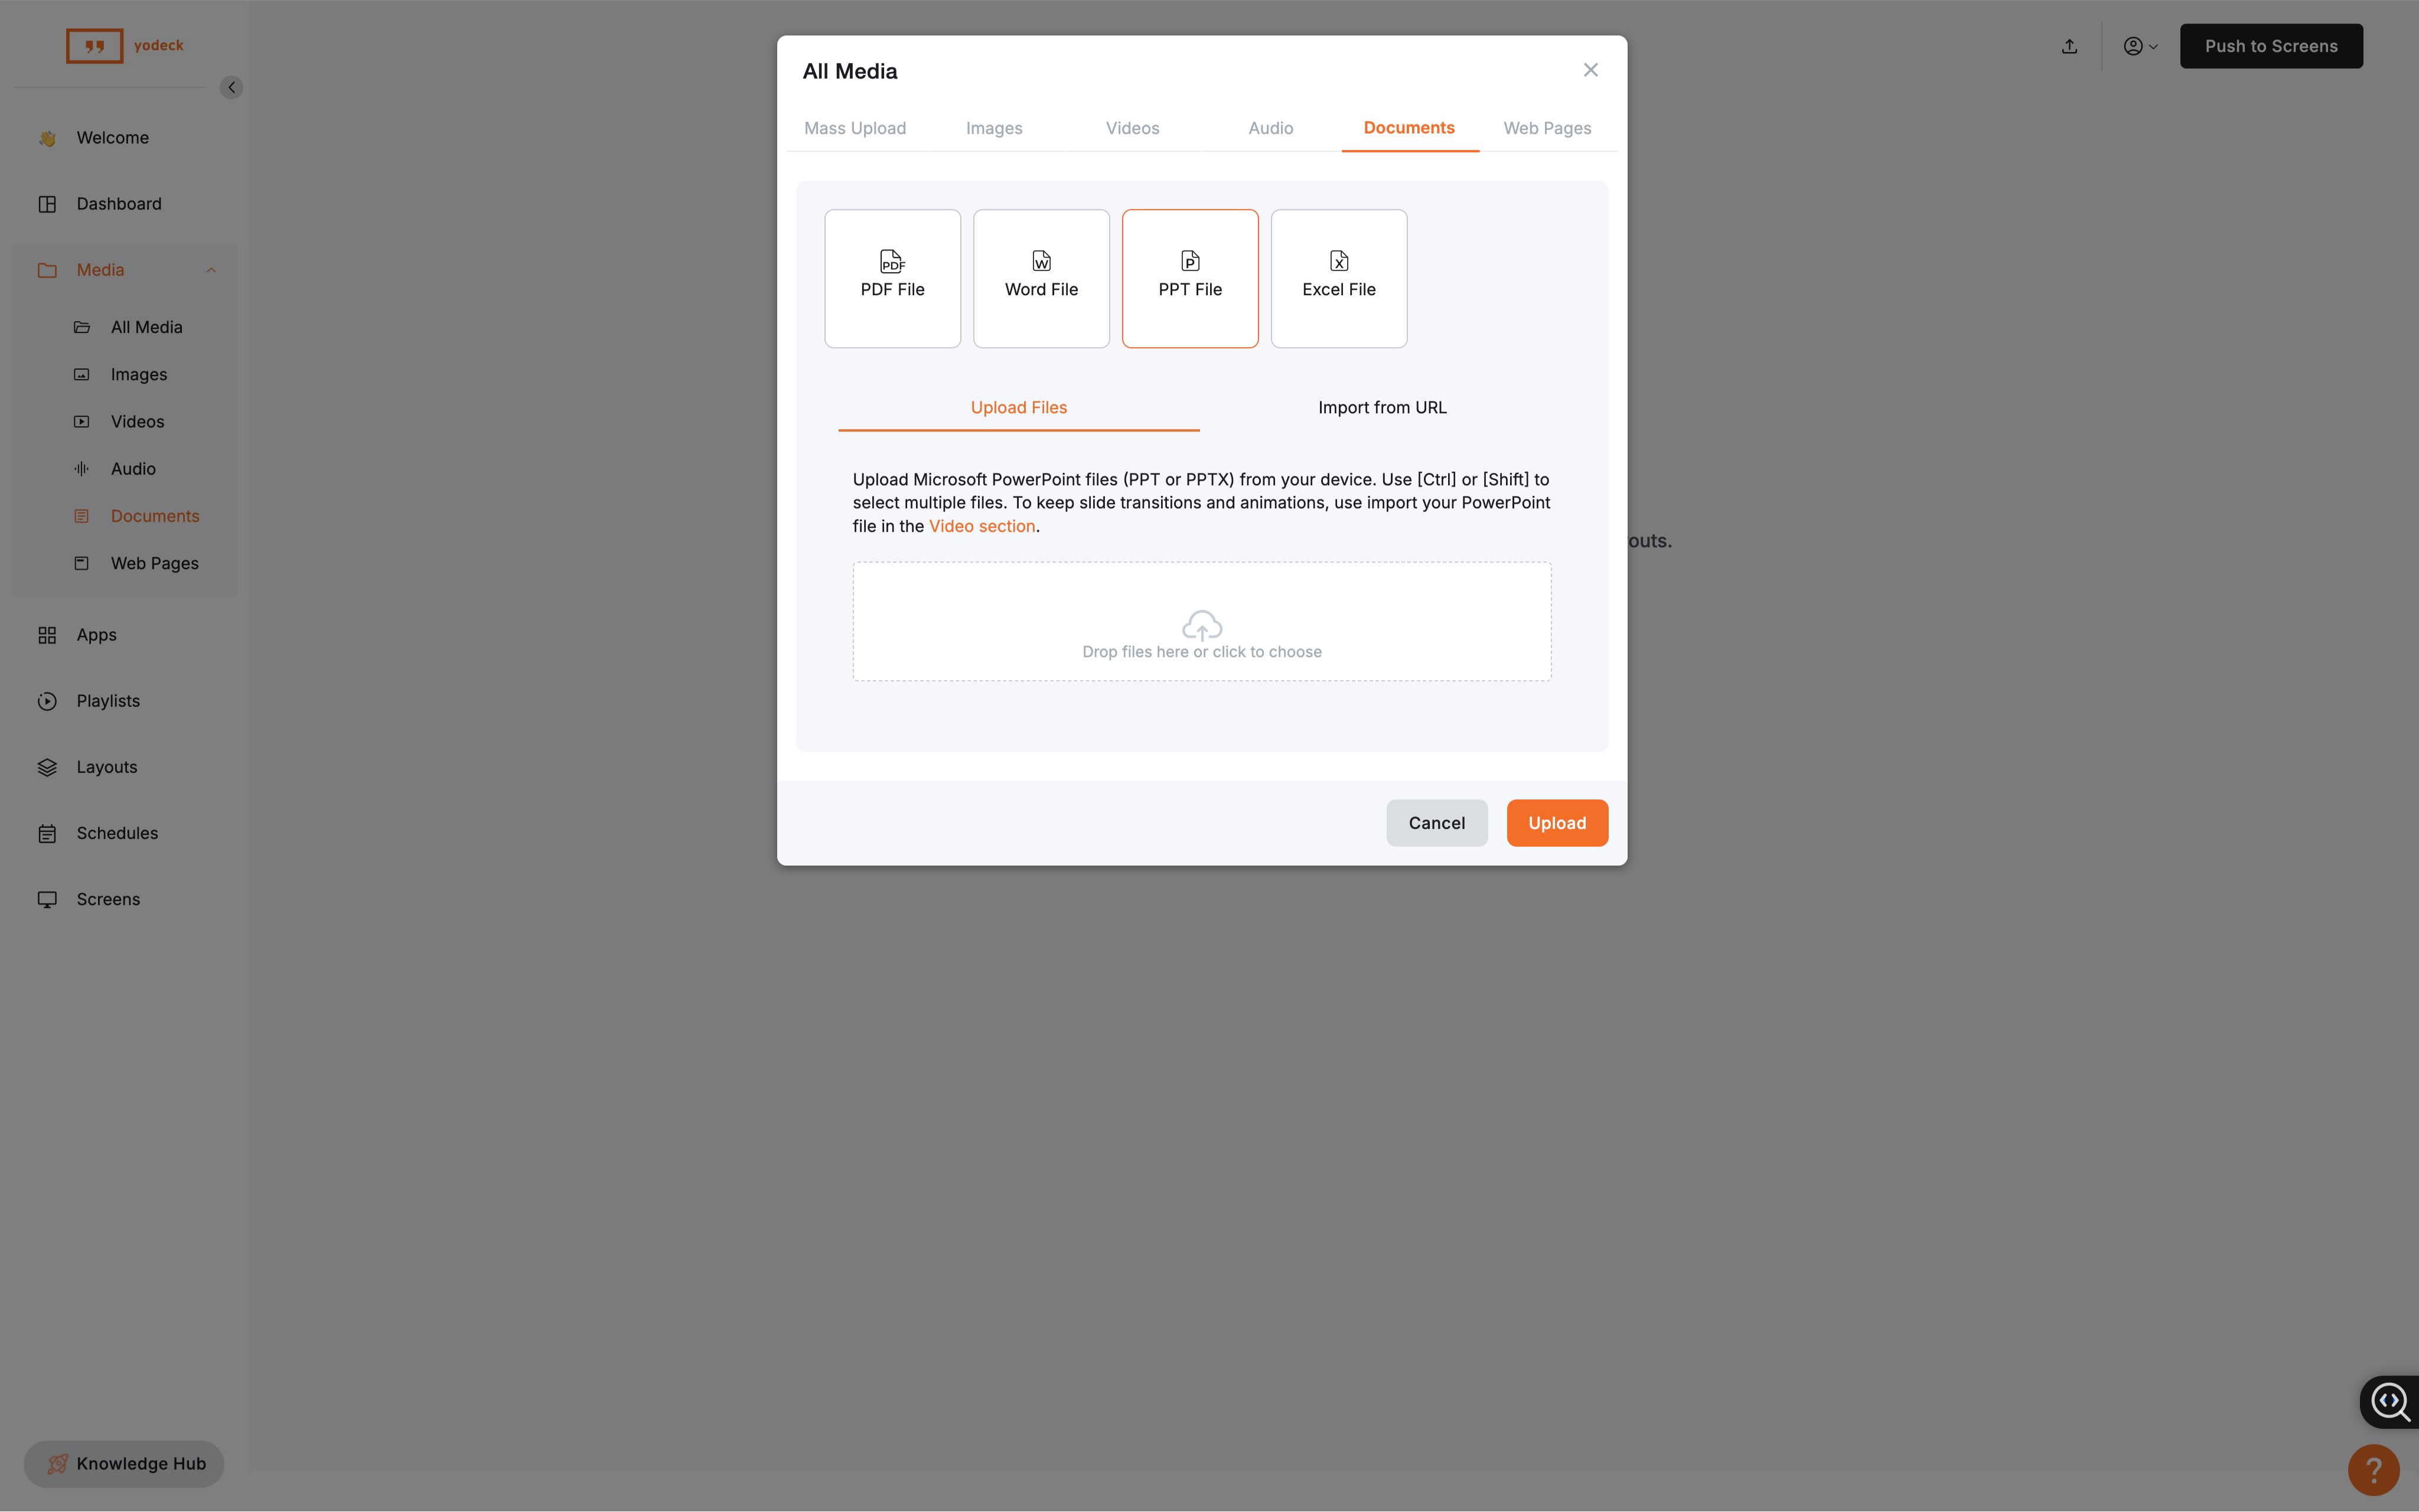 yodeck
Push to Screens
Welcome
Dashboard
Media
All Media
Images
Videos
Audio
Documents
Web Pages
Apps
Playlists
Layouts
Schedules
Screens
Knowledge Hub
All Media
Mass Upload
Images
Videos
Audio
Documents
Web Pages
PDF
PDF File
W
Word File
P
PPT File
X
Excel File
Upload Files
Import from URL
Upload Microsoft PowerPoint files (PPT or PPTX) from your device. Use [Ctrl] or [Shift] to
select multiple files. To keep slide transitions and animations, use import your PowerPoint
file in the Video section.
Drop files here or click to choose
Cancel
Upload
outs.
?